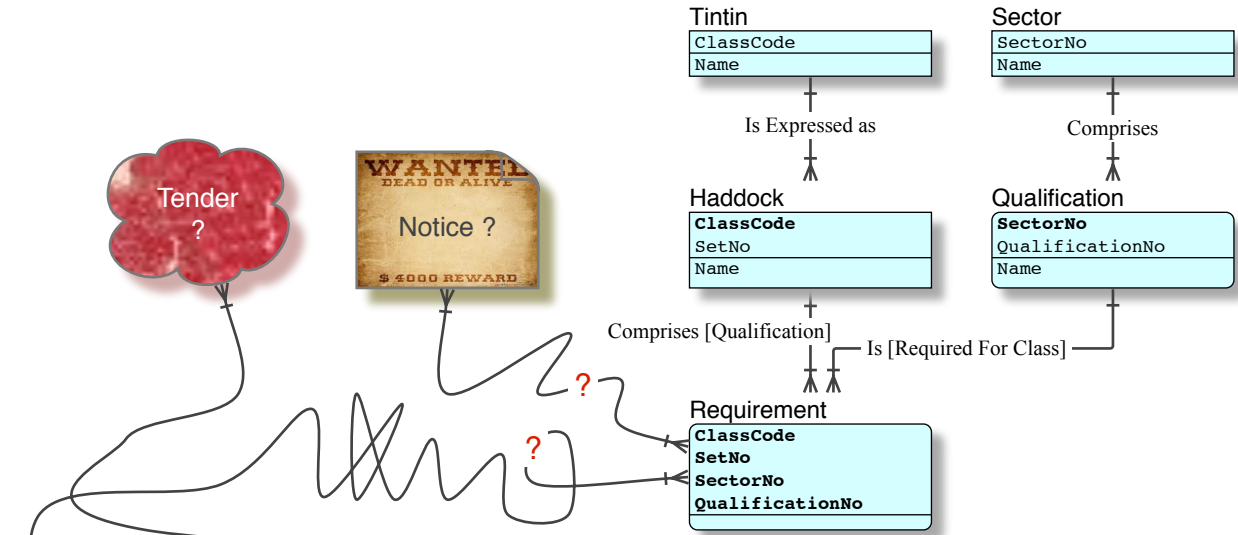 Tintin
ClassCode
Name
Sector
SectorNo
Name
Is Expressed as
Comprises
Tender
?
WANTED
DEAD OR ALIVE
Notice ?
$ 4000 REWARD
Haddock
ClassCode
SetNo
Name
Qualification
SectorNo
QualificationNo
Name
Comprises [Qualification]
Is [Required For Class]
?
?
Requirement
ClassCode
SetNo
SectorNo
QualificationNo